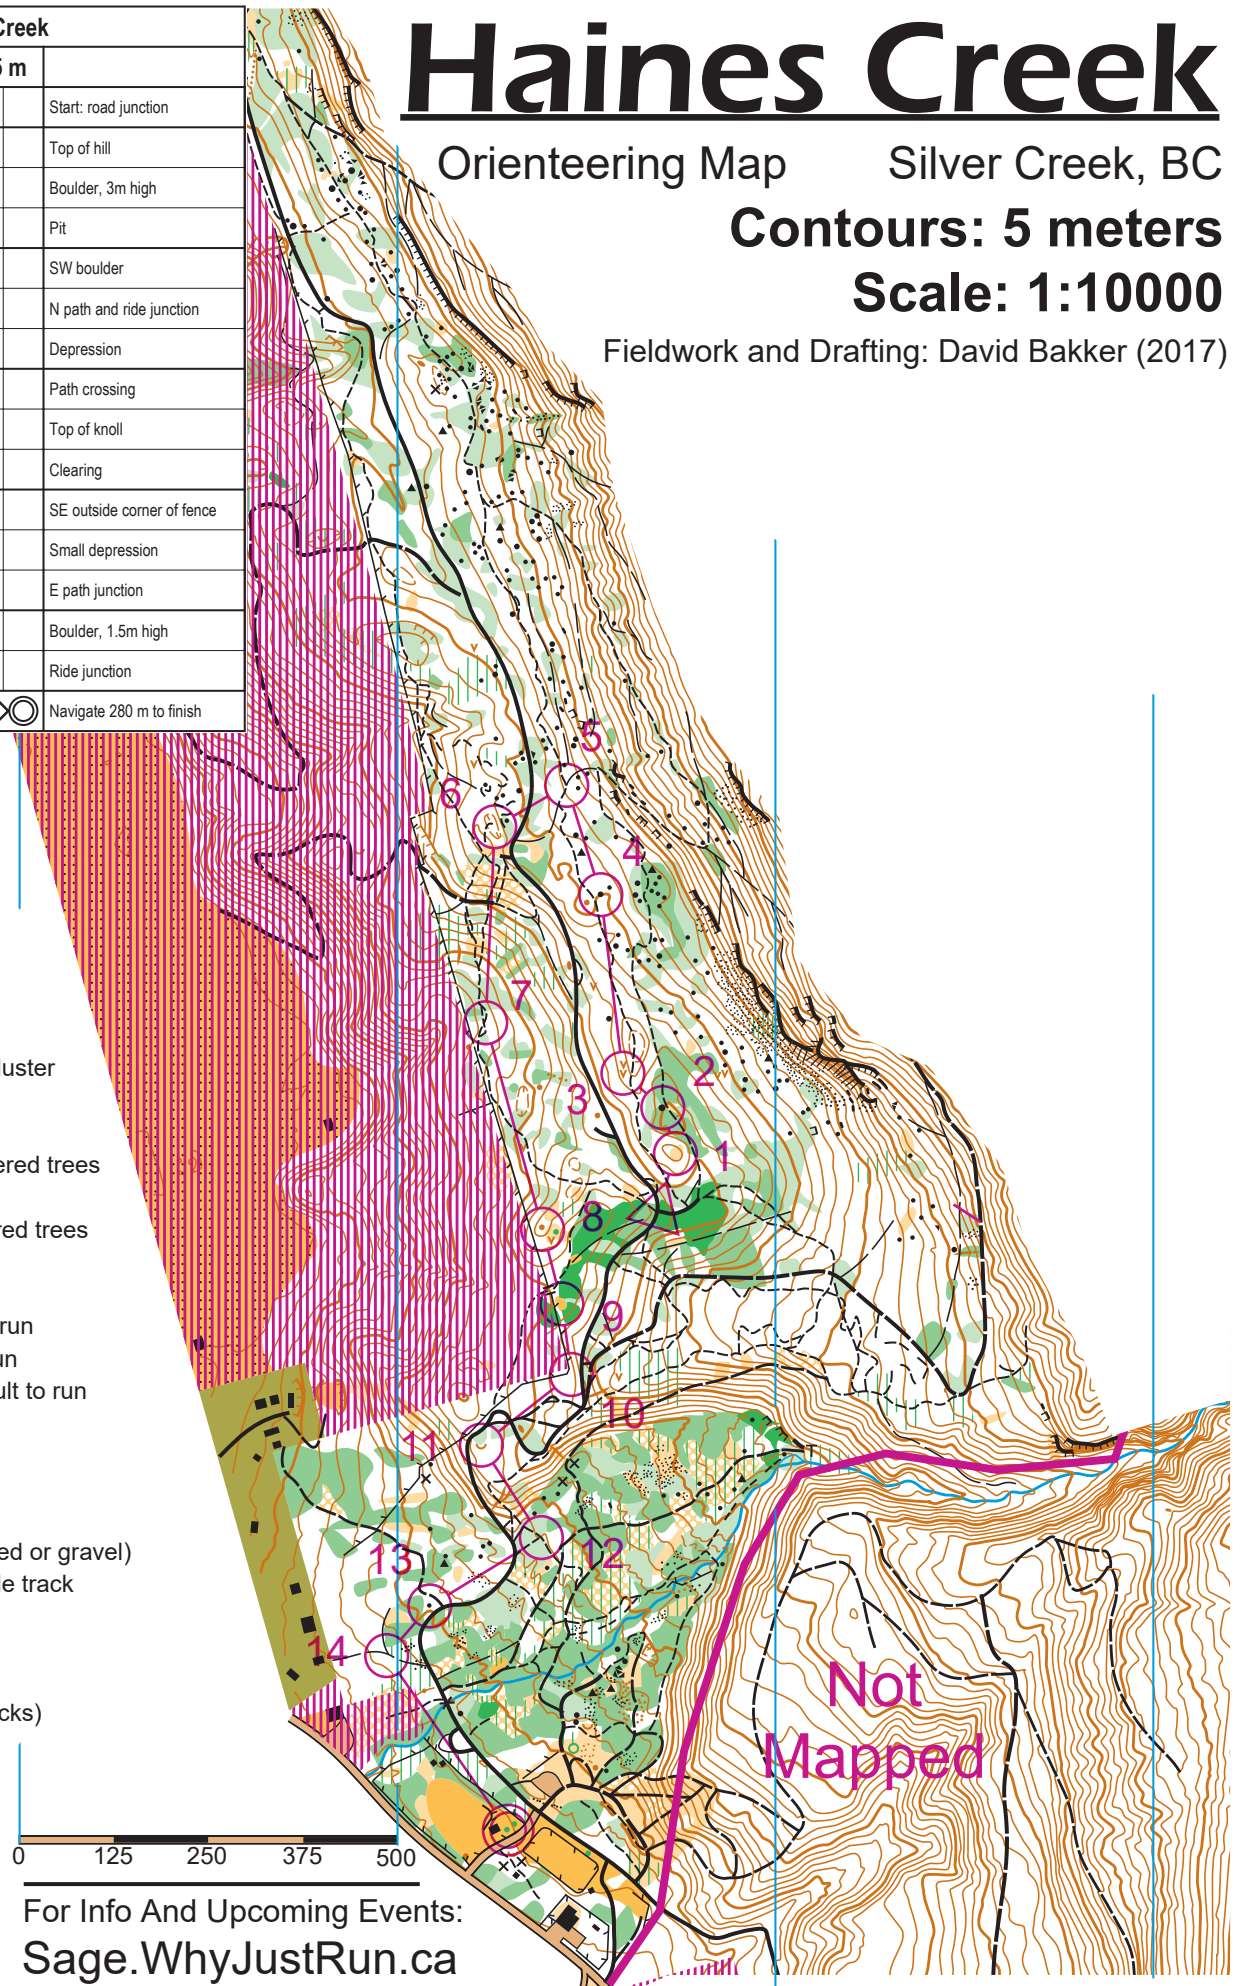 Creek
5 m
Start: road junction
Top of hill
Boulder, 3m high
Pit
SW boulder
N path and ride junction
Depression
Path crossing
Top of knoll
Clearing
SE outside corner of fence
Small depression
E path junction
Boulder, 1.5m high
Ride junction
Navigate 280 m to finish
Haines Creek
Orienteering Map Silver Creek, BC
Contours: 5 meters
Scale: 1:10000
Fieldwork and Drafting: David Bakker (2017)
5
6
4
7
2
3
1
8
9
10
11
12
13
14
luster
ered trees
red trees
run
un
ult to run
ed or gravel)
le track
cks)
Not
Mapped
0 125 250 375 500
For Info And Upcoming Events:
Sage.WhyJustRun.ca